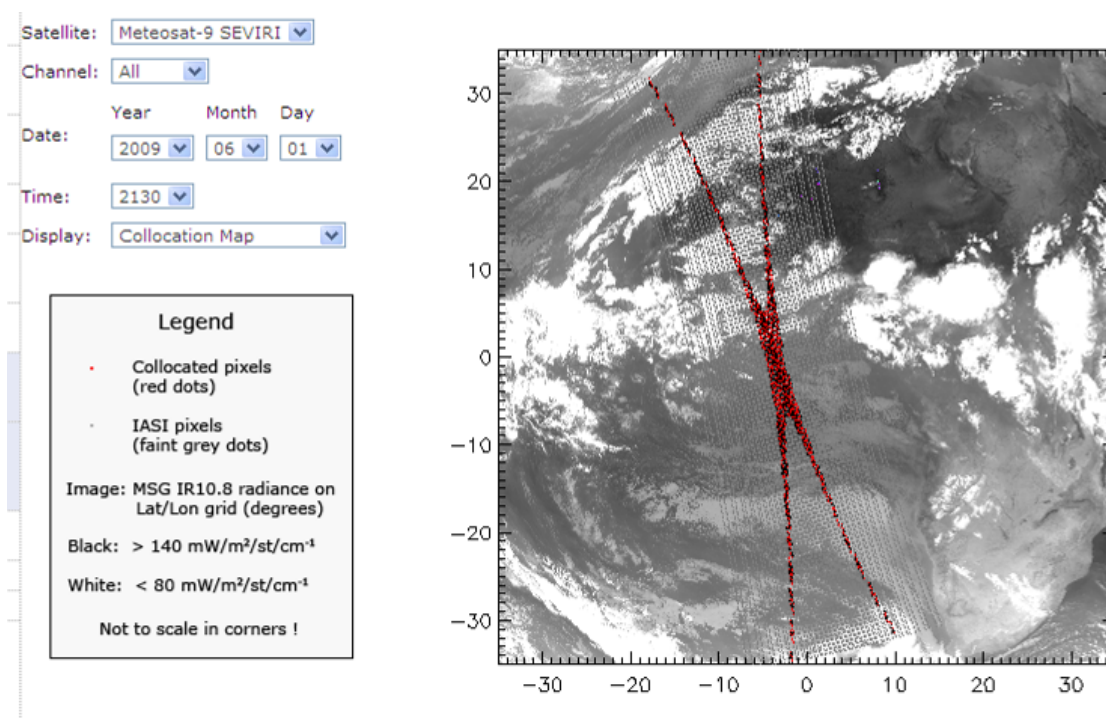 Satellite: Meteosat-9 SEVIRI
Channel: All
Year Month Day
Date: 2009 06 01
Time: 2130
Display: Collocation Map
Legend
Collocated pixels
(red dots)
IASI pixels
(faint grey dots)
Image: MSG IR10.8 radiance on
Lat/Lon grid (degrees)
Black: > 140 mW/m²/st/cm⁻¹
White: < 80 mW/m²/st/cm⁻¹
Not to scale in corners !
30
20
10
0
−10
−20
−30
−30 −20 −10 0 10 20 30